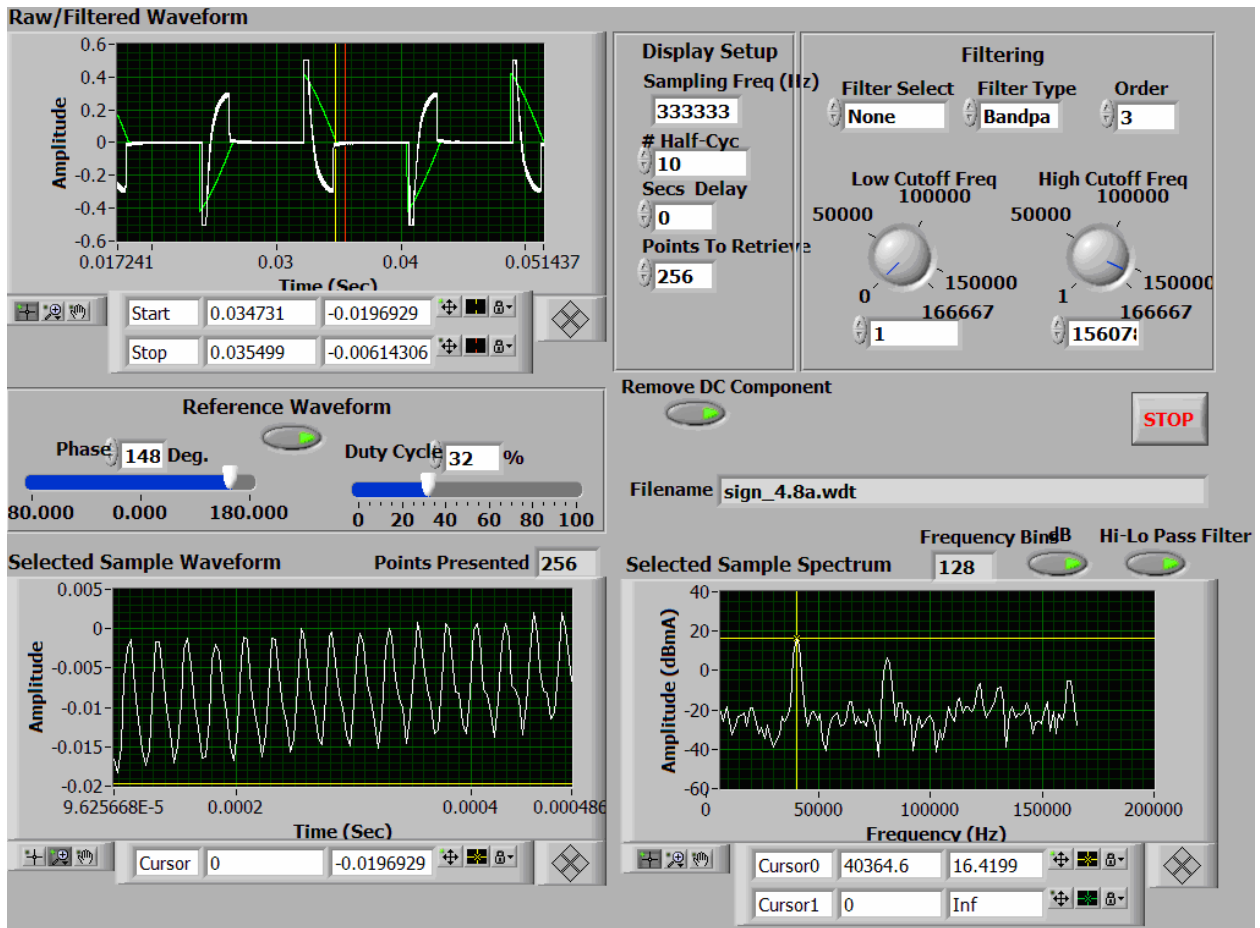 Raw/Filtered Waveform
0.6
0.4
0.2
0
-0.2
-0.4
-0.6
Amplitude
0.017241 0.03 0.04 0.051437
Time (Sec)
Start 0.034731 -0.0196929
Stop 0.035499 -0.00614306
Display Setup
Sampling Freq (Hz)
333333
# Half-Cyc
10
Secs Delay
0
Points To Retrieve
256
Filtering
Filter Select Filter Type Order
None Bandpa 3
Low Cutoff Freq High Cutoff Freq
50000 100000 50000 100000
0 150000 1 150000
166667 166667
1 156078
Reference Waveform
Phase 148 Deg. Duty Cycle 32 %
80.000 0.000 180.000 0 20 40 60 80 100
Remove DC Component
STOP
Filename sign_4.8a.wdt
Selected Sample Waveform Points Presented 256
0.005
0
-0.005
-0.01
-0.015
-0.02
Amplitude
9.625668E-5 0.0002 0.0004 0.000486
Time (Sec)
Cursor 0 -0.0196929
Frequency Bins dB Hi-Lo Pass Filter
Selected Sample Spectrum 128
40
20
0
-20
-40
-60
Amplitude (dBmA)
0 50000 100000 150000 200000
Frequency (Hz)
Cursor0 40364.6 16.4199
Cursor1 0 Inf